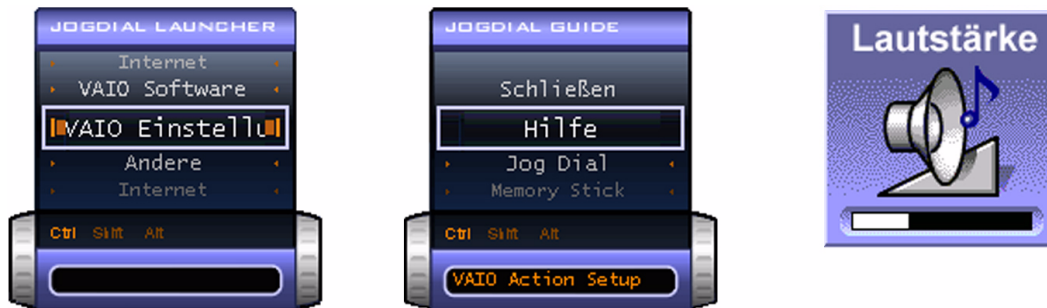 JOGDIAL LAUNCHER
Internet
VAIO Software
VAIO Einstellu
Andere
Internet
Ctrl Shift Alt
JOGDIAL GUIDE
Schließen
Hilfe
Jog Dial
Memory Stick
Ctrl Shift Alt
VAIO Action Setup
Lautstärke